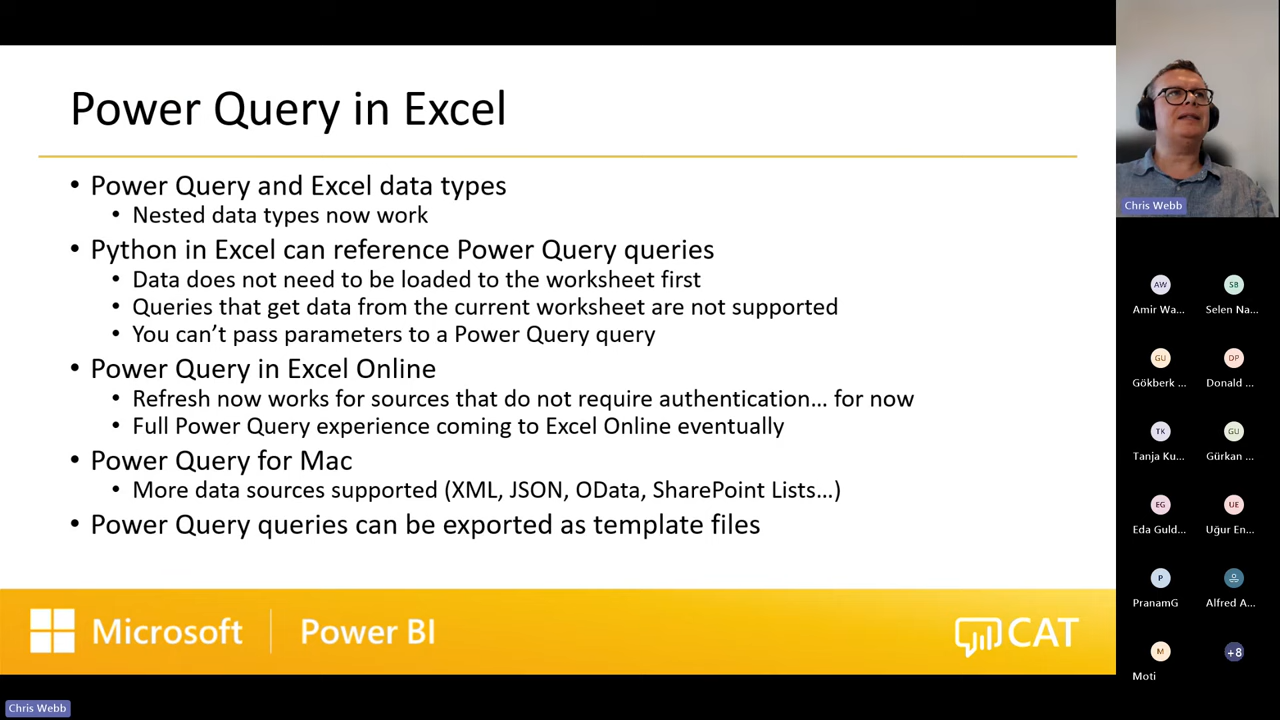 Power Query in Excel
• Power Query and Excel data types
• Nested data types now work
• Python in Excel can reference Power Query queries
• Data does not need to be loaded to the worksheet first
• Queries that get data from the current worksheet are not supported
• You can’t pass parameters to a Power Query query
• Power Query in Excel Online
• Refresh now works for sources that do not require authentication… for now
• Full Power Query experience coming to Excel Online eventually
• Power Query for Mac
• More data sources supported (XML, JSON, OData, SharePoint Lists…)
• Power Query queries can be exported as template files
Microsoft | Power BI
CAT
Chris Webb
Chris Webb
AW SB
Amir Wa... Selen Na...
GU DP
Gökberk ... Donald ...
TK GU
Tanja Ku... Gürkan ...
EG UE
Eda Guld... Uğur En...
P
PranamG Alfred A...
M +8
Moti